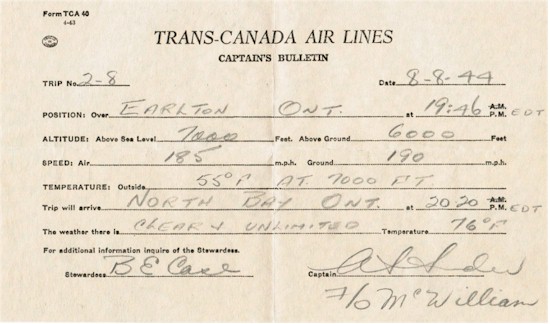 Form TCA 40
4-43
TRANS-CANADA AIR LINES
CAPTAIN'S BULLETIN
TRIP No. 2-8 Date 8-8-44
POSITION: Over EARLTON ONT. at 19:46 A.M. P.M. EDT
ALTITUDE: Above Sea Level 7000 Feet. Above Ground 6000 Feet
SPEED: Air 185 m.p.h. Ground 190 m.p.h.
TEMPERATURE: Outside 55°F AT 7000 FT
Trip will arrive NORTH BAY ONT. at 20 20 A.M. P.M. EDT
The weather there is CLEAR & UNLIMITED Temperature 76°F
For additional information inquire of the Stewardess.
Stewardess B E Case Captain
F/O McWilliam